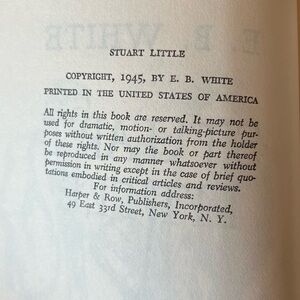 E. B. WHITE
STUART LITTLE
COPYRIGHT, 1945, BY E. B. WHITE
PRINTED IN THE UNITED STATES OF AMERICA
All rights in this book are reserved. It may not be
used for dramatic, motion- or talking-picture pur-
poses without written authorization from the holder
of these rights. Nor may the book or part thereof
be reproduced in any manner whatsoever without
permission in writing except in the case of brief quo-
tations embodied in critical articles and reviews.
For information address:
Harper & Row, Publishers, Incorporated,
49 East 33rd Street, New York, N. Y.